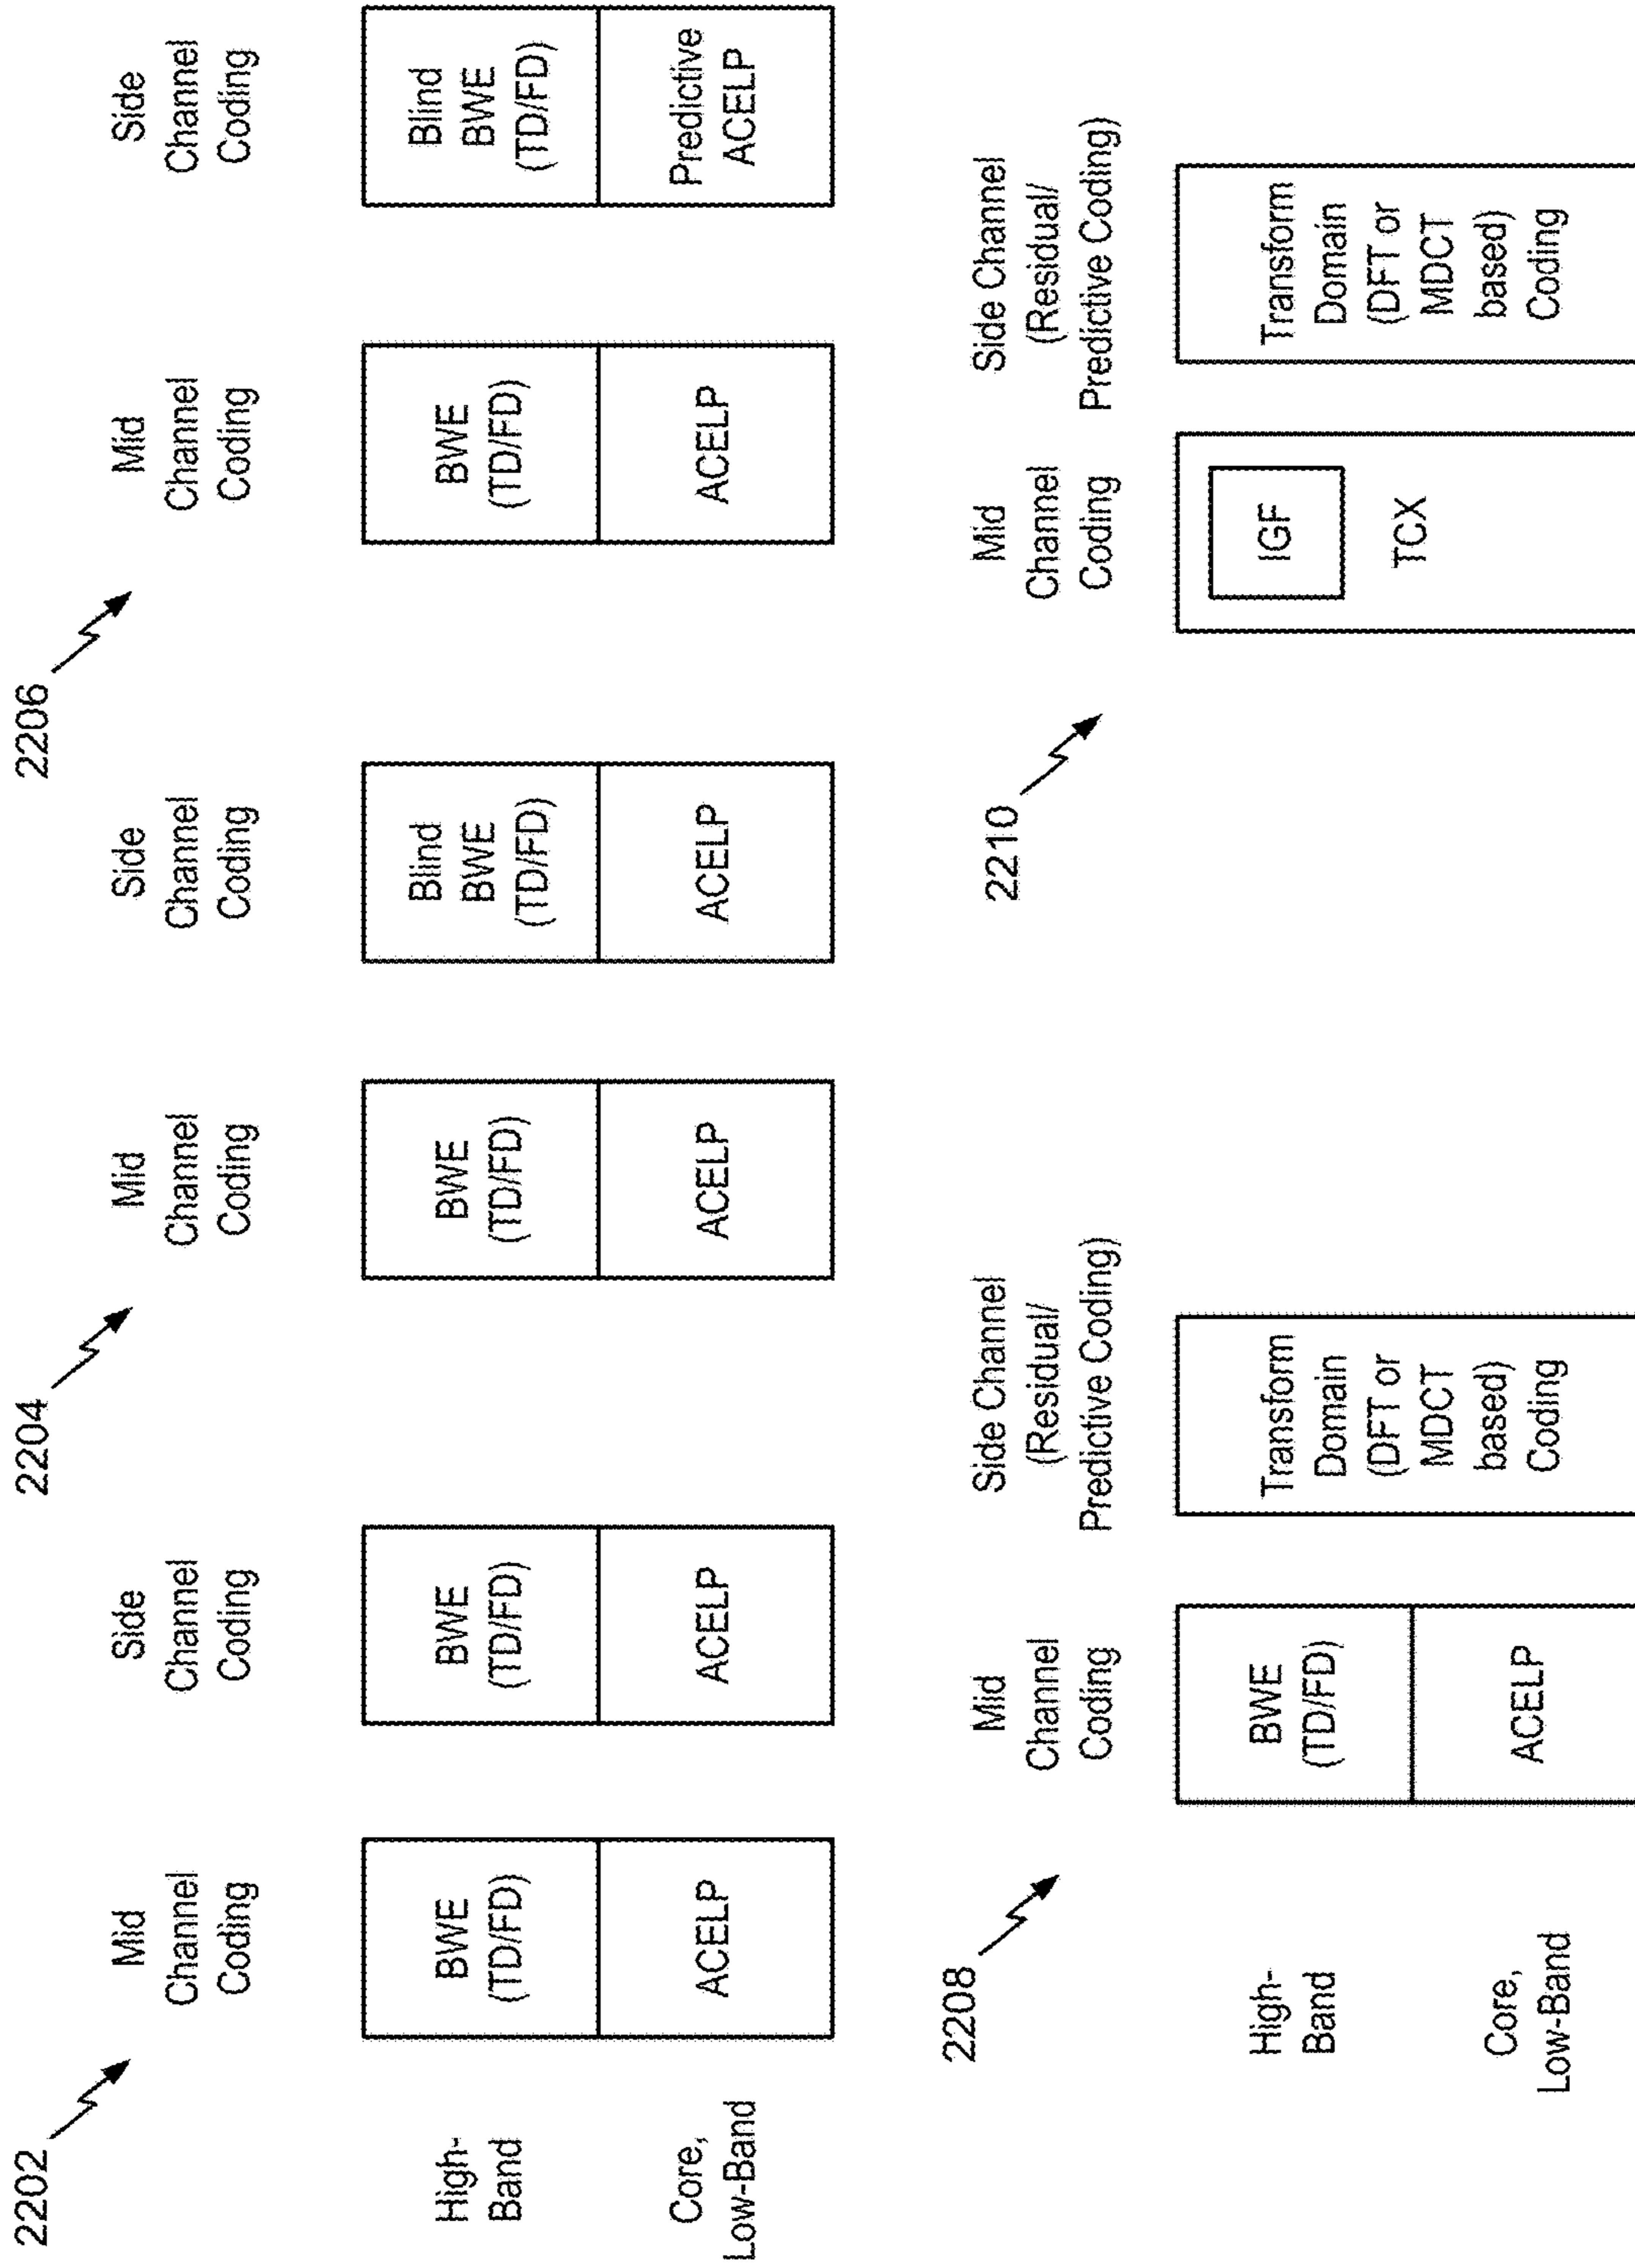 2202
Mid
Channel
Coding
Side
Channel
Coding
High-
Band
BWE
(TD/FD)
BWE
(TD/FD)
Core,
Low-Band
ACELP
ACELP
2204
Mid
Channel
Coding
Side
Channel
Coding
BWE
(TD/FD)
Blind
BWE
(TD/FD)
ACELP
ACELP
2206
Mid
Channel
Coding
Side
Channel
Coding
BWE
(TD/FD)
Blind
BWE
(TD/FD)
ACELP
Predictive
ACELP
2208
Mid
Channel
Coding
Side Channel
(Residual/
Predictive Coding)
High-
Band
BWE
(TD/FD)
Core,
Low-Band
ACELP
Transform
Domain
(DFT or
MDCT
based)
Coding
2210
Mid
Channel
Coding
Side Channel
(Residual/
Predictive Coding)
IGF
TCX
Transform
Domain
(DFT or
MDCT
based)
Coding